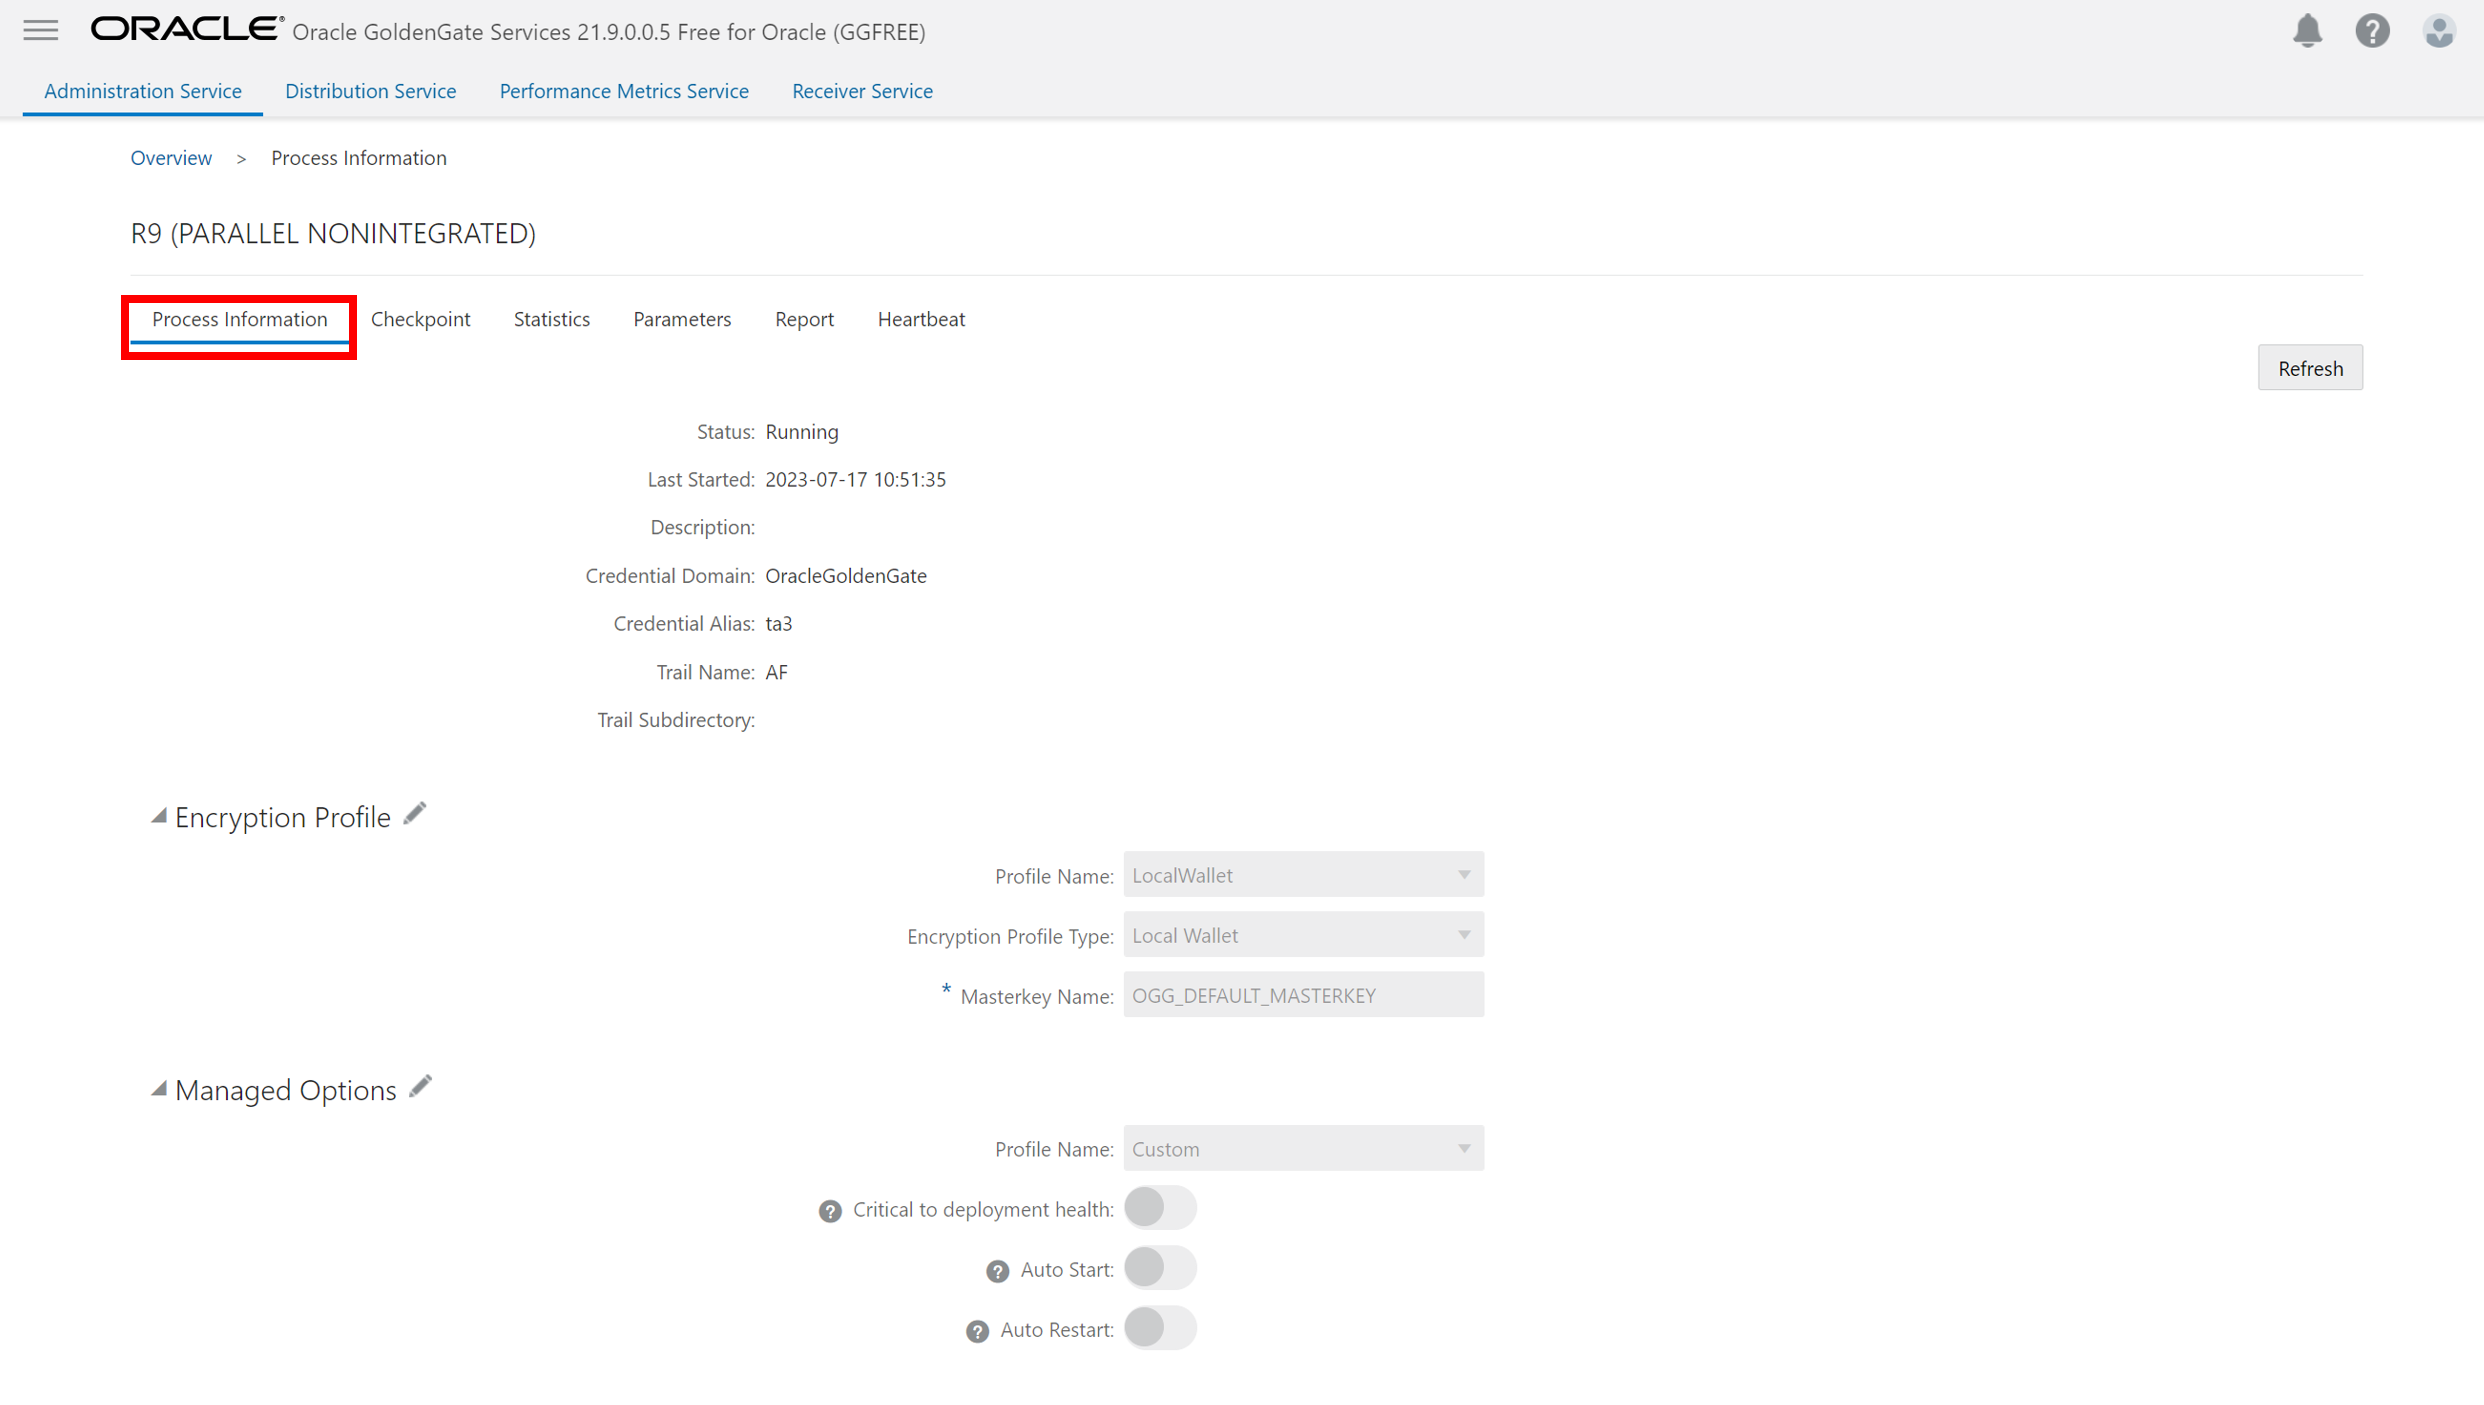 ORACLE® Oracle GoldenGate Services 21.9.0.0.5 Free for Oracle (GGFREE)
Administration Service Distribution Service Performance Metrics Service Receiver Service
Overview > Process Information
R9 (PARALLEL NONINTEGRATED)
Process Information Checkpoint Statistics Parameters Report Heartbeat
Refresh
Status: Running
Last Started: 2023-07-17 10:51:35
Description:
Credential Domain: OracleGoldenGate
Credential Alias: ta3
Trail Name: AF
Trail Subdirectory:
Encryption Profile
Profile Name: LocalWallet
Encryption Profile Type: Local Wallet
* Masterkey Name: OGG_DEFAULT_MASTERKEY
Managed Options
Profile Name: Custom
? Critical to deployment health:
? Auto Start:
? Auto Restart: